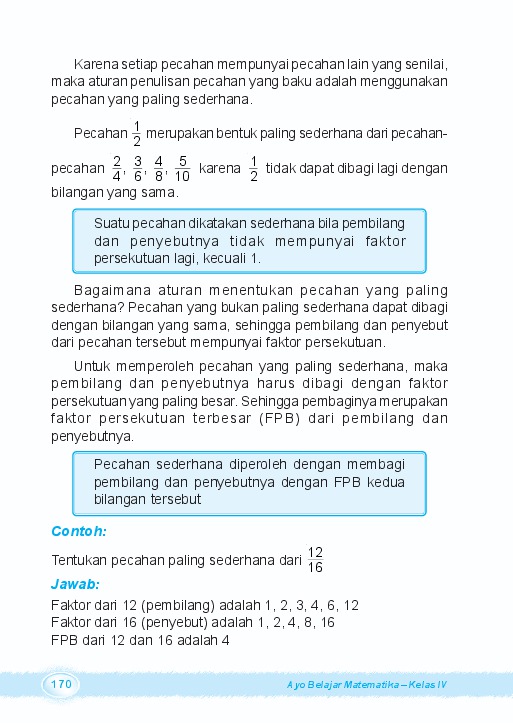 Karena setiap pecahan mempunyai pecahan lain yang senilai,
maka aturan penulisan pecahan yang baku adalah menggunakan
pecahan yang paling sederhana.
Pecahan 1/2 merupakan bentuk paling sederhana dari pecahan-
pecahan 2/4, 3/6, 4/8, 5/10 karena 1/2 tidak dapat dibagi lagi dengan
bilangan yang sama.
Suatu pecahan dikatakan sederhana bila pembilang
dan penyebutnya tidak mempunyai faktor
persekutuan lagi, kecuali 1.
Bagaimana aturan menentukan pecahan yang paling
sederhana? Pecahan yang bukan paling sederhana dapat dibagi
dengan bilangan yang sama, sehingga pembilang dan penyebut
dari pecahan tersebut mempunyai faktor persekutuan.
Untuk memperoleh pecahan yang paling sederhana, maka
pembilang dan penyebutnya harus dibagi dengan faktor
persekutuan yang paling besar. Sehingga pembaginya merupakan
faktor persekutuan terbesar (FPB) dari pembilang dan
penyebutnya.
Pecahan sederhana diperoleh dengan membagi
pembilang dan penyebutnya dengan FPB kedua
bilangan tersebut
Contoh:
Tentukan pecahan paling sederhana dari 12/16
Jawab:
Faktor dari 12 (pembilang) adalah 1, 2, 3, 4, 6, 12
Faktor dari 16 (penyebut) adalah 1, 2, 4, 8, 16
FPB dari 12 dan 16 adalah 4
170 Ayo Belajar Matematika – Kelas IV